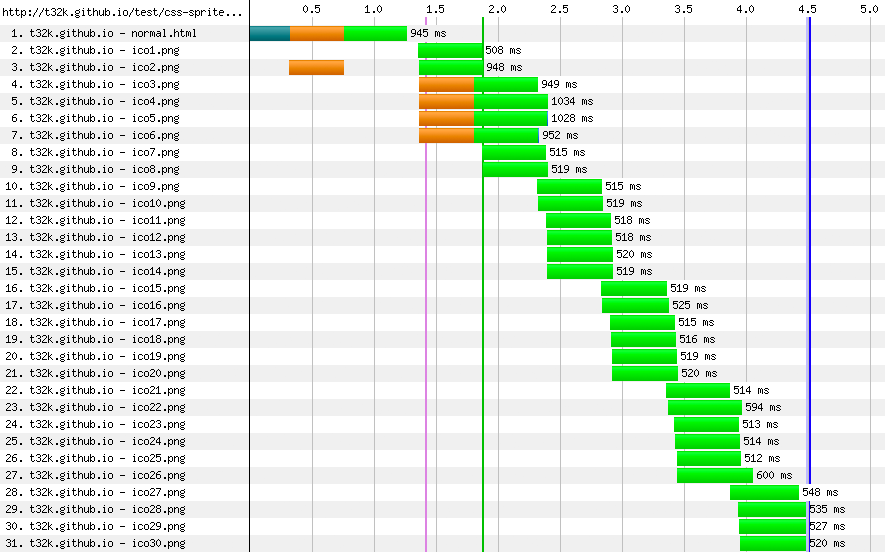 http://t32k.github.io/test/css-sprite... 0.5 1.0 1.5 2.0 2.5 3.0 3.5 4.0 4.5 5.0
1. t32k.github.io - normal.html 945 ms
2. t32k.github.io - ico1.png 508 ms
3. t32k.github.io - ico2.png 948 ms
4. t32k.github.io - ico3.png 949 ms
5. t32k.github.io - ico4.png 1034 ms
6. t32k.github.io - ico5.png 1028 ms
7. t32k.github.io - ico6.png 952 ms
8. t32k.github.io - ico7.png 515 ms
9. t32k.github.io - ico8.png 519 ms
10. t32k.github.io - ico9.png 515 ms
11. t32k.github.io - ico10.png 519 ms
12. t32k.github.io - ico11.png 518 ms
13. t32k.github.io - ico12.png 518 ms
14. t32k.github.io - ico13.png 520 ms
15. t32k.github.io - ico14.png 519 ms
16. t32k.github.io - ico15.png 519 ms
17. t32k.github.io - ico16.png 525 ms
18. t32k.github.io - ico17.png 515 ms
19. t32k.github.io - ico18.png 516 ms
20. t32k.github.io - ico19.png 519 ms
21. t32k.github.io - ico20.png 520 ms
22. t32k.github.io - ico21.png 514 ms
23. t32k.github.io - ico22.png 594 ms
24. t32k.github.io - ico23.png 513 ms
25. t32k.github.io - ico24.png 514 ms
26. t32k.github.io - ico25.png 512 ms
27. t32k.github.io - ico26.png 600 ms
28. t32k.github.io - ico27.png 548 ms
29. t32k.github.io - ico28.png 535 ms
30. t32k.github.io - ico29.png 527 ms
31. t32k.github.io - ico30.png 520 ms